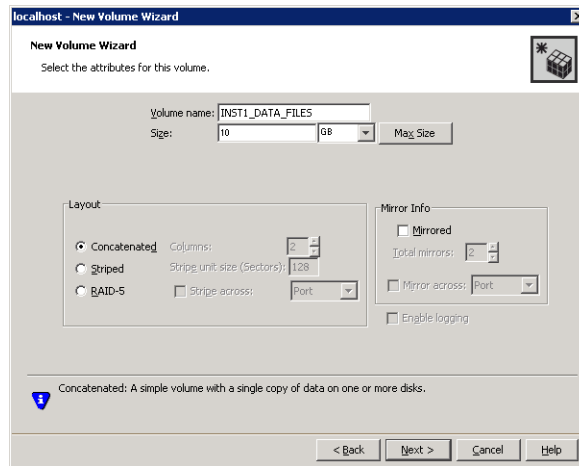 localhost - New Volume Wizard
New Volume Wizard
Select the attributes for this volume.
Volume name: INST1_DATA_FILES
Size: 10 GB Max Size
Layout
Concatenated Columns: 2
Striped Stripe unit size (Sectors): 128
RAID-5 Stripe across: Port
Mirror Info
Mirrored
Total mirrors: 2
Mirror across: Port
Enable logging
Concatenated: A simple volume with a single copy of data on one or more disks.
< Back Next > Cancel Help